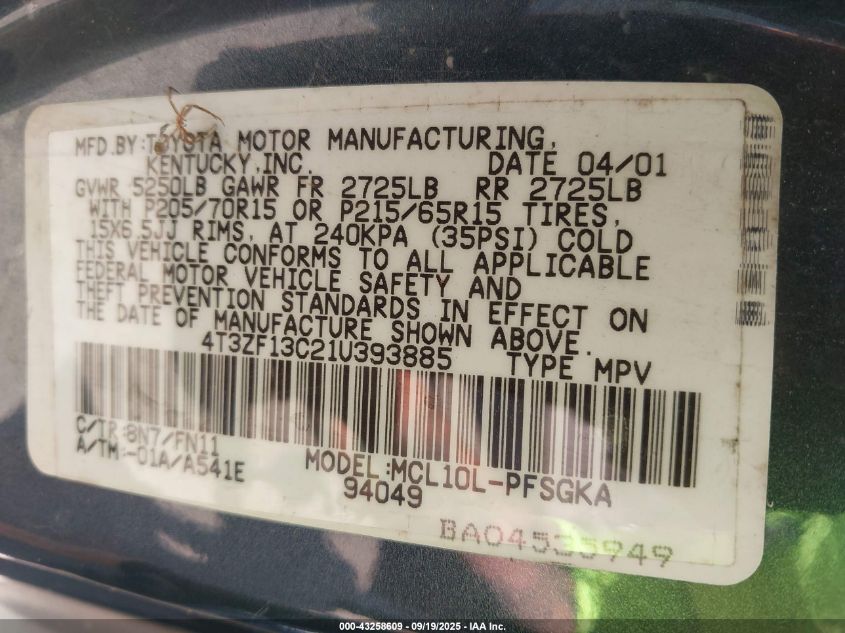 MFD.BY:TOYOTA MOTOR MANUFACTURING,
KENTUCKY,INC. DATE 04/01
GVWR 5250LB GAWR FR 2725LB RR 2725LB
WITH P205/70R15 OR P215/65R15 TIRES,
15X6.5JJ RIMS, AT 240KPA (35PSI) COLD
THIS VEHICLE CONFORMS TO ALL APPLICABLE
FEDERAL MOTOR VEHICLE SAFETY AND
THEFT PREVENTION STANDARDS IN EFFECT ON
THE DATE OF MANUFACTURE SHOWN ABOVE.
4T3ZF13C21U393885 TYPE MPV
C/TR:8N7/FN11
A/TM:-01A/A541E
MODEL:MCL10L-PFSGKA
94049
BA04535949
000-43258609 - 09/19/2025 - IAA Inc.